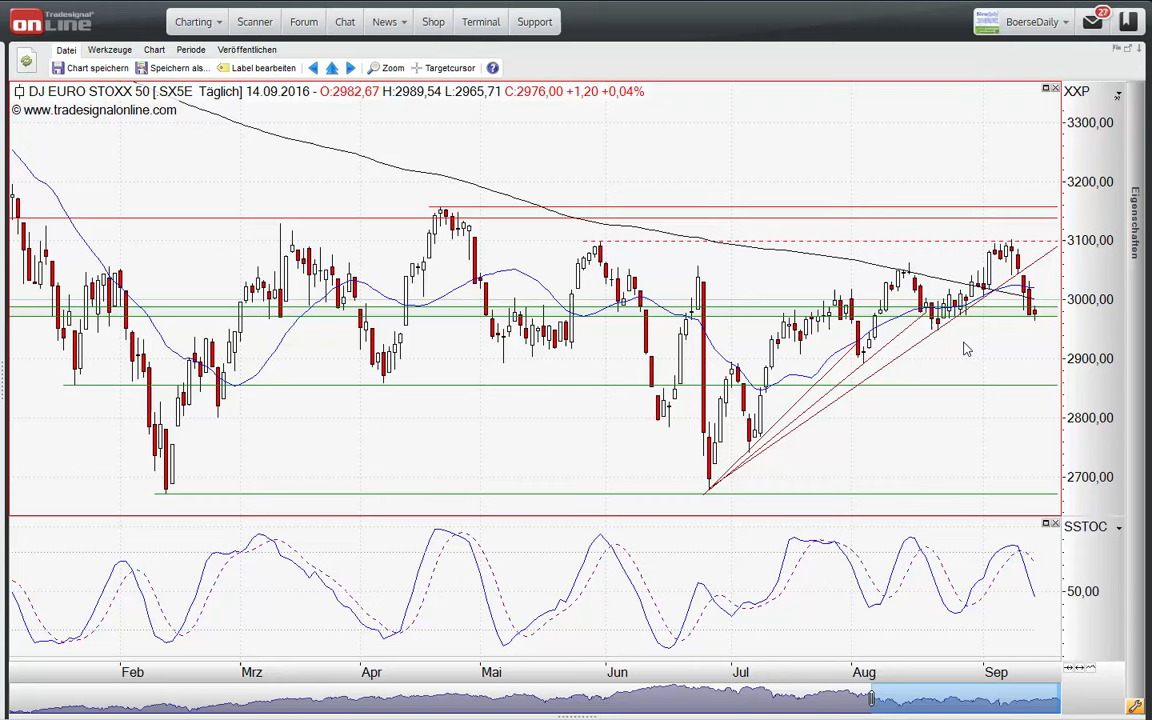 Tradesignal
onLine
Charting
Scanner
Forum
Chat
News
Shop
Terminal
Support
BoerseDaily
27
Datei
Werkzeuge
Chart
Periode
Veröffentlichen
Chart speichern
Speichern als...
Label bearbeiten
Zoom
Targetcursor
?
DJ EURO STOXX 50 [.SX5E Täglich] 14.09.2016 - O:2982,67 H:2989,54 L:2965,71 C:2976,00 +1,20 +0,04%
© www.tradesignalonline.com
XXP
3300,00
3200,00
3100,00
3000,00
2900,00
2800,00
2700,00
Eigenschaften
SSTOC
50,00
Feb
Mrz
Apr
Mai
Jun
Jul
Aug
Sep